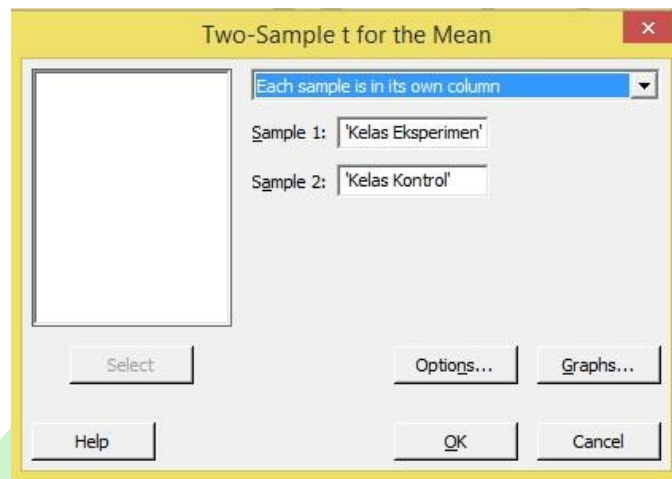 Two-Sample t for the Mean
Each sample is in its own column
Sample 1: 'Kelas Eksperimen'
Sample 2: 'Kelas Kontrol'
Select
Options...
Graphs...
Help
OK
Cancel